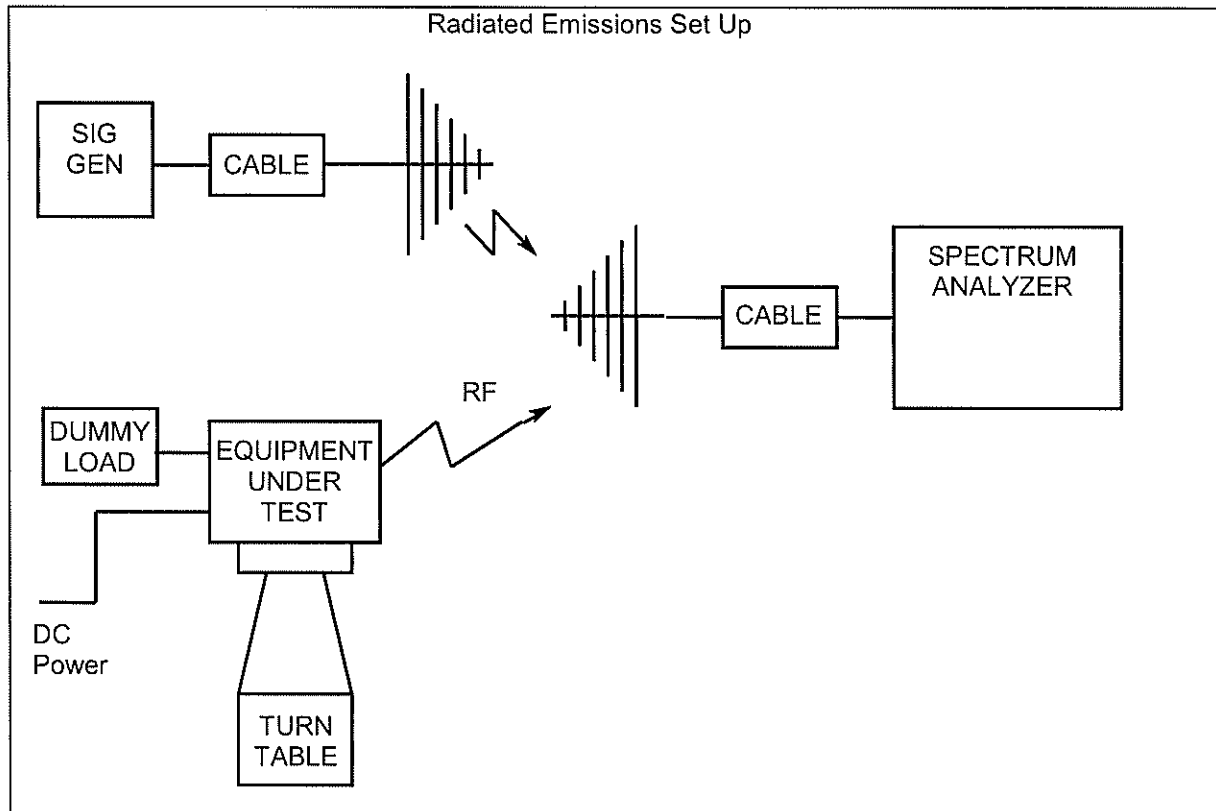 Radiated Emissions Set Up
SIG
GEN
CABLE
SPECTRUM
ANALYZER
CABLE
RF
DUMMY
LOAD
EQUIPMENT
UNDER
TEST
DC
Power
TURN
TABLE